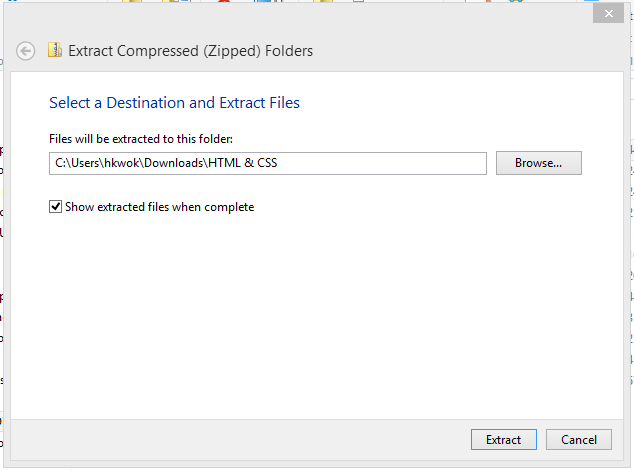 Extract Compressed (Zipped) Folders
Select a Destination and Extract Files
Files will be extracted to this folder:
C:\Users\hkwok\Downloads\HTML & CSS
Browse...
Show extracted files when complete
Extract
Cancel